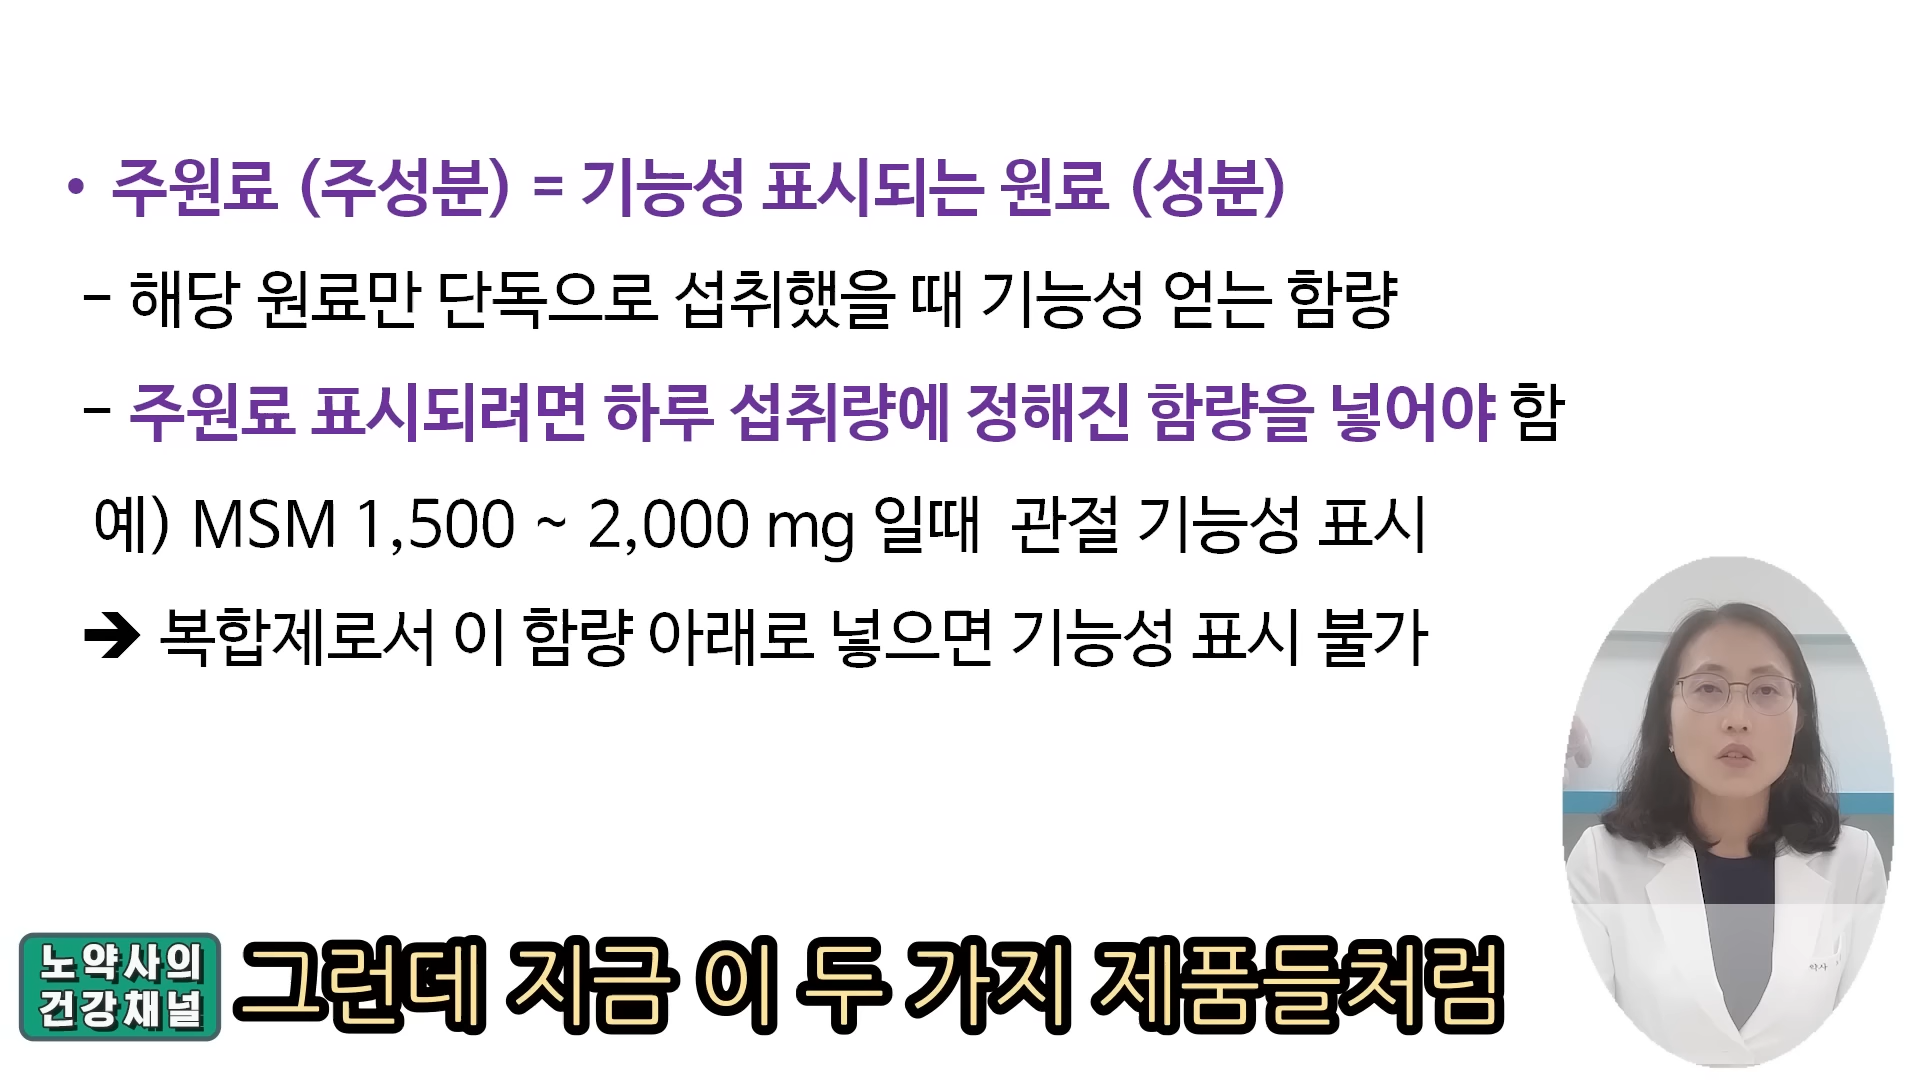 • 주원료 (주성분) = 기능성 표시되는 원료 (성분)
- 해당 원료만 단독으로 섭취했을 때 기능성 얻는 함량
- 주원료 표시되려면 하루 섭취량에 정해진 함량을 넣어야 함
예) MSM 1,500 ~ 2,000 mg 일때 관절 기능성 표시
➔ 복합제로서 이 함량 아래로 넣으면 기능성 표시 불가
약사
노약사의
건강채널
그런데 지금 이 두 가지 제품들처럼